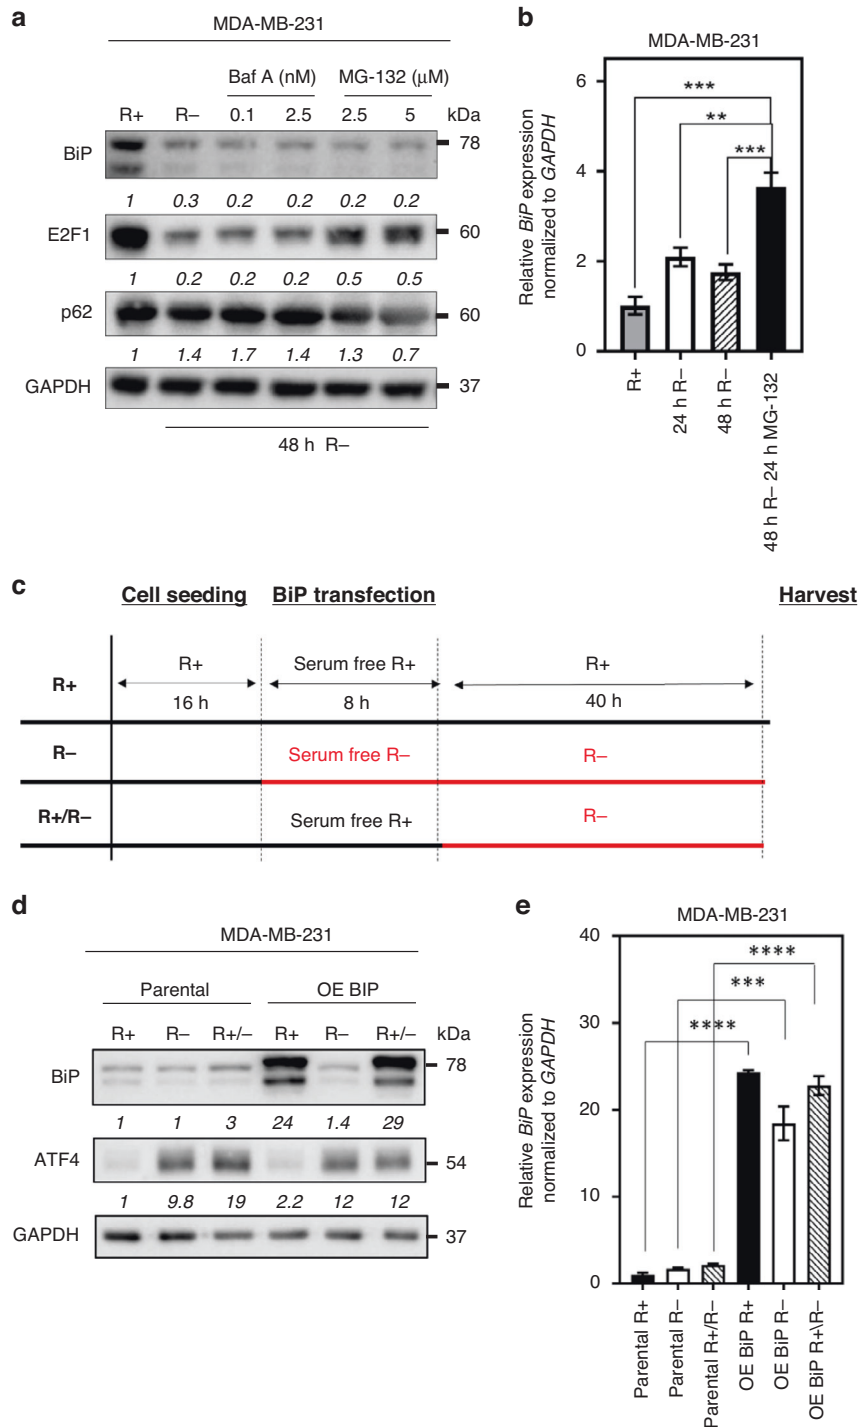 a
MDA-MB-231
Baf A (nM) MG-132 (μM)
R+ R– 0.1 2.5 2.5 5 kDa
BiP 78
1 0.3 0.2 0.2 0.2 0.2
E2F1 60
1 0.2 0.2 0.2 0.5 0.5
p62 60
1 1.4 1.7 1.4 1.3 0.7
GAPDH 37
48 h R–
b
MDA-MB-231
Relative BiP expression
normalized to GAPDH
6
4
2
0
***
**
***
R+
24 h R–
48 h R–
48 h R– 24 h MG-132
c
Cell seeding BiP transfection Harvest
R+ R+ Serum free R+ R+
16 h 8 h 40 h
R– Serum free R– R–
R+/R– Serum free R+ R–
d
MDA-MB-231
Parental OE BIP
R+ R– R+/– R+ R– R+/– kDa
BiP 78
1 1 3 24 1.4 29
ATF4 54
1 9.8 19 2.2 12 12
GAPDH 37
e
MDA-MB-231
Relative BiP expression
normalized to GAPDH
40
30
20
10
0
****
***
****
Parental R+
Parental R–
Parental R+/R–
OE BiP R+
OE BiP R–
OE BiP R+\R–